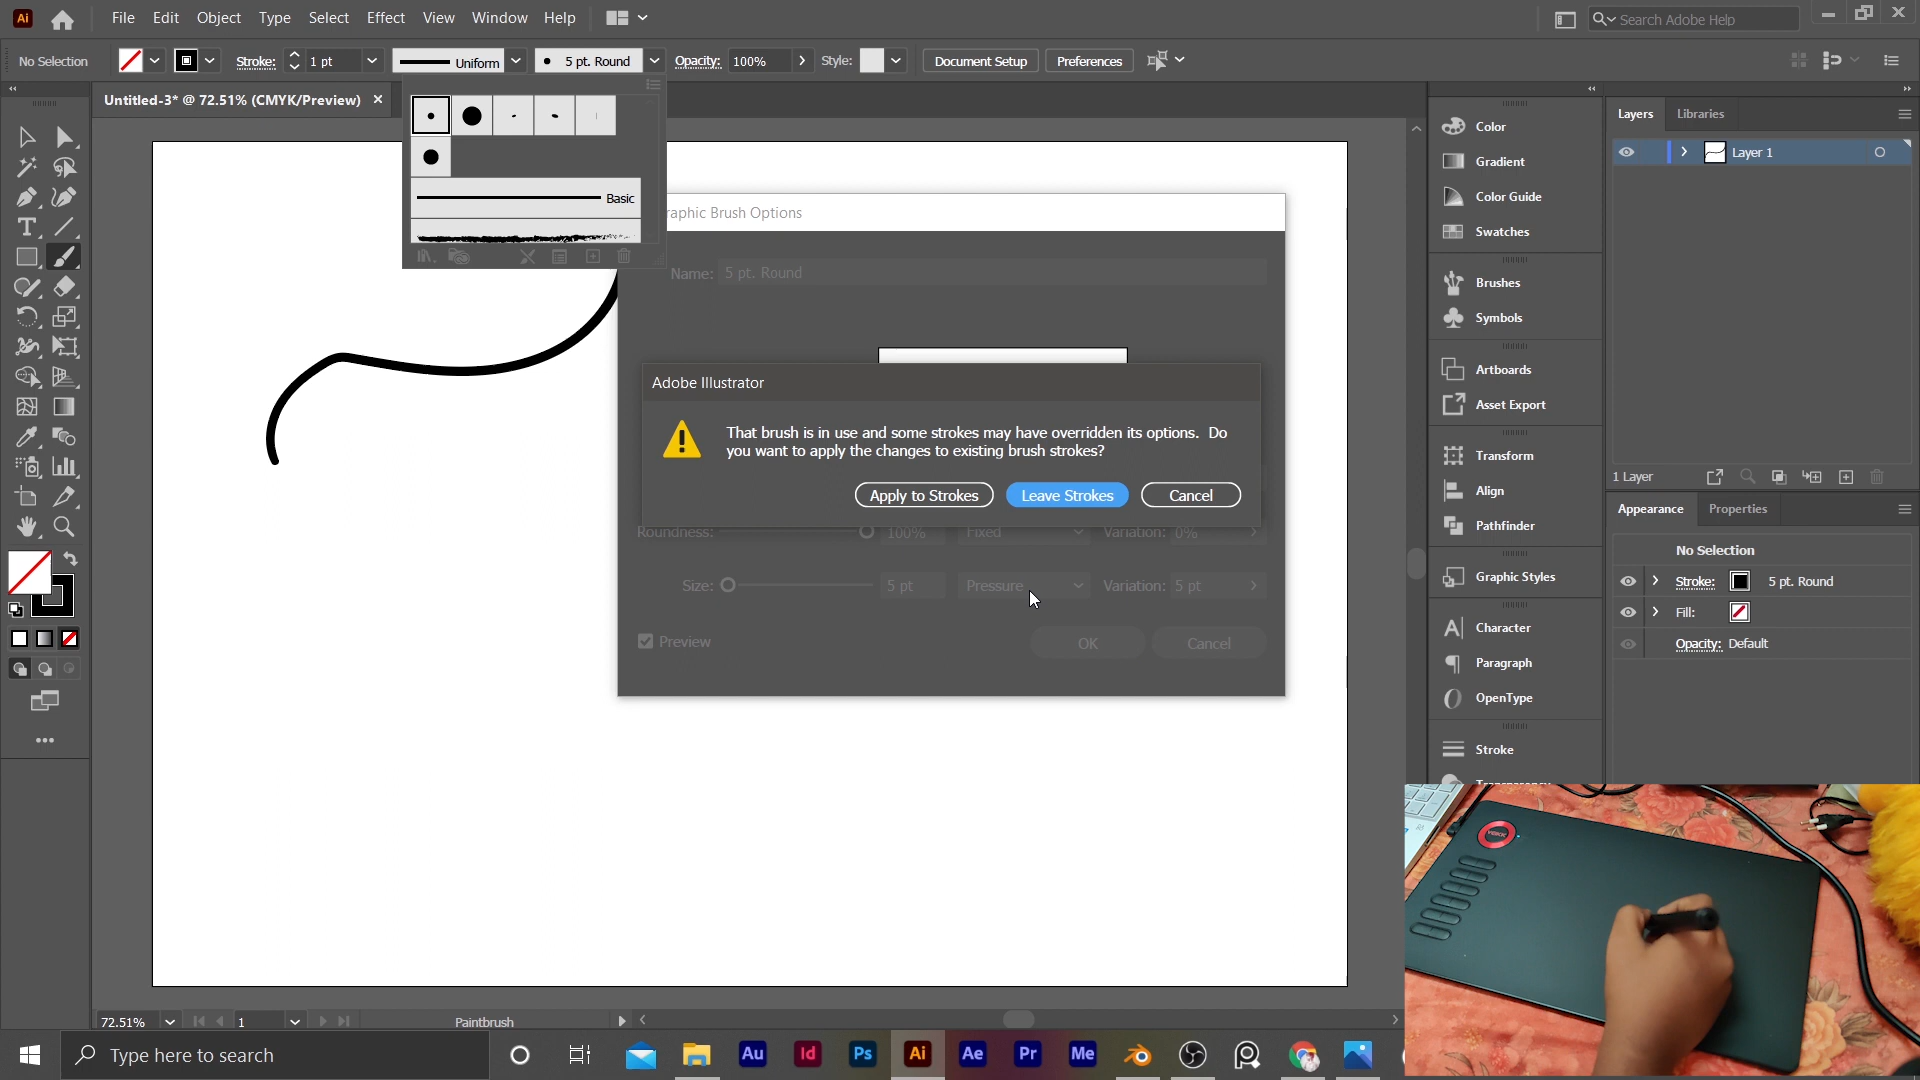 Ai File Edit Object Type Select Effect View Window Help Search Adobe Help
No Selection Stroke: 1 pt Uniform 5 pt. Round Opacity: 100% Style: Document Setup Preferences
Untitled-3* @ 72.51% (CMYK/Preview)
Basic
raphic Brush Options
Name: 5 pt. Round
Adobe Illustrator
That brush is in use and some strokes may have overridden its options. Do
you want to apply the changes to existing brush strokes?
Apply to Strokes Leave Strokes Cancel
Roundness: 100% Fixed Variation: 0%
Size: 5 pt Pressure Variation: 5 pt
Preview OK Cancel
Color
Gradient
Color Guide
Swatches
Brushes
Symbols
Artboards
Asset Export
Transform
Align
Pathfinder
Graphic Styles
Character
Paragraph
OpenType
Stroke
Layers Libraries
Layer 1
1 Layer
Appearance Properties
No Selection
Stroke: 5 pt. Round
Fill:
Opacity: Default
72.51% 1 Paintbrush
Type here to search Au Id Ps Ai Ae Pr Me